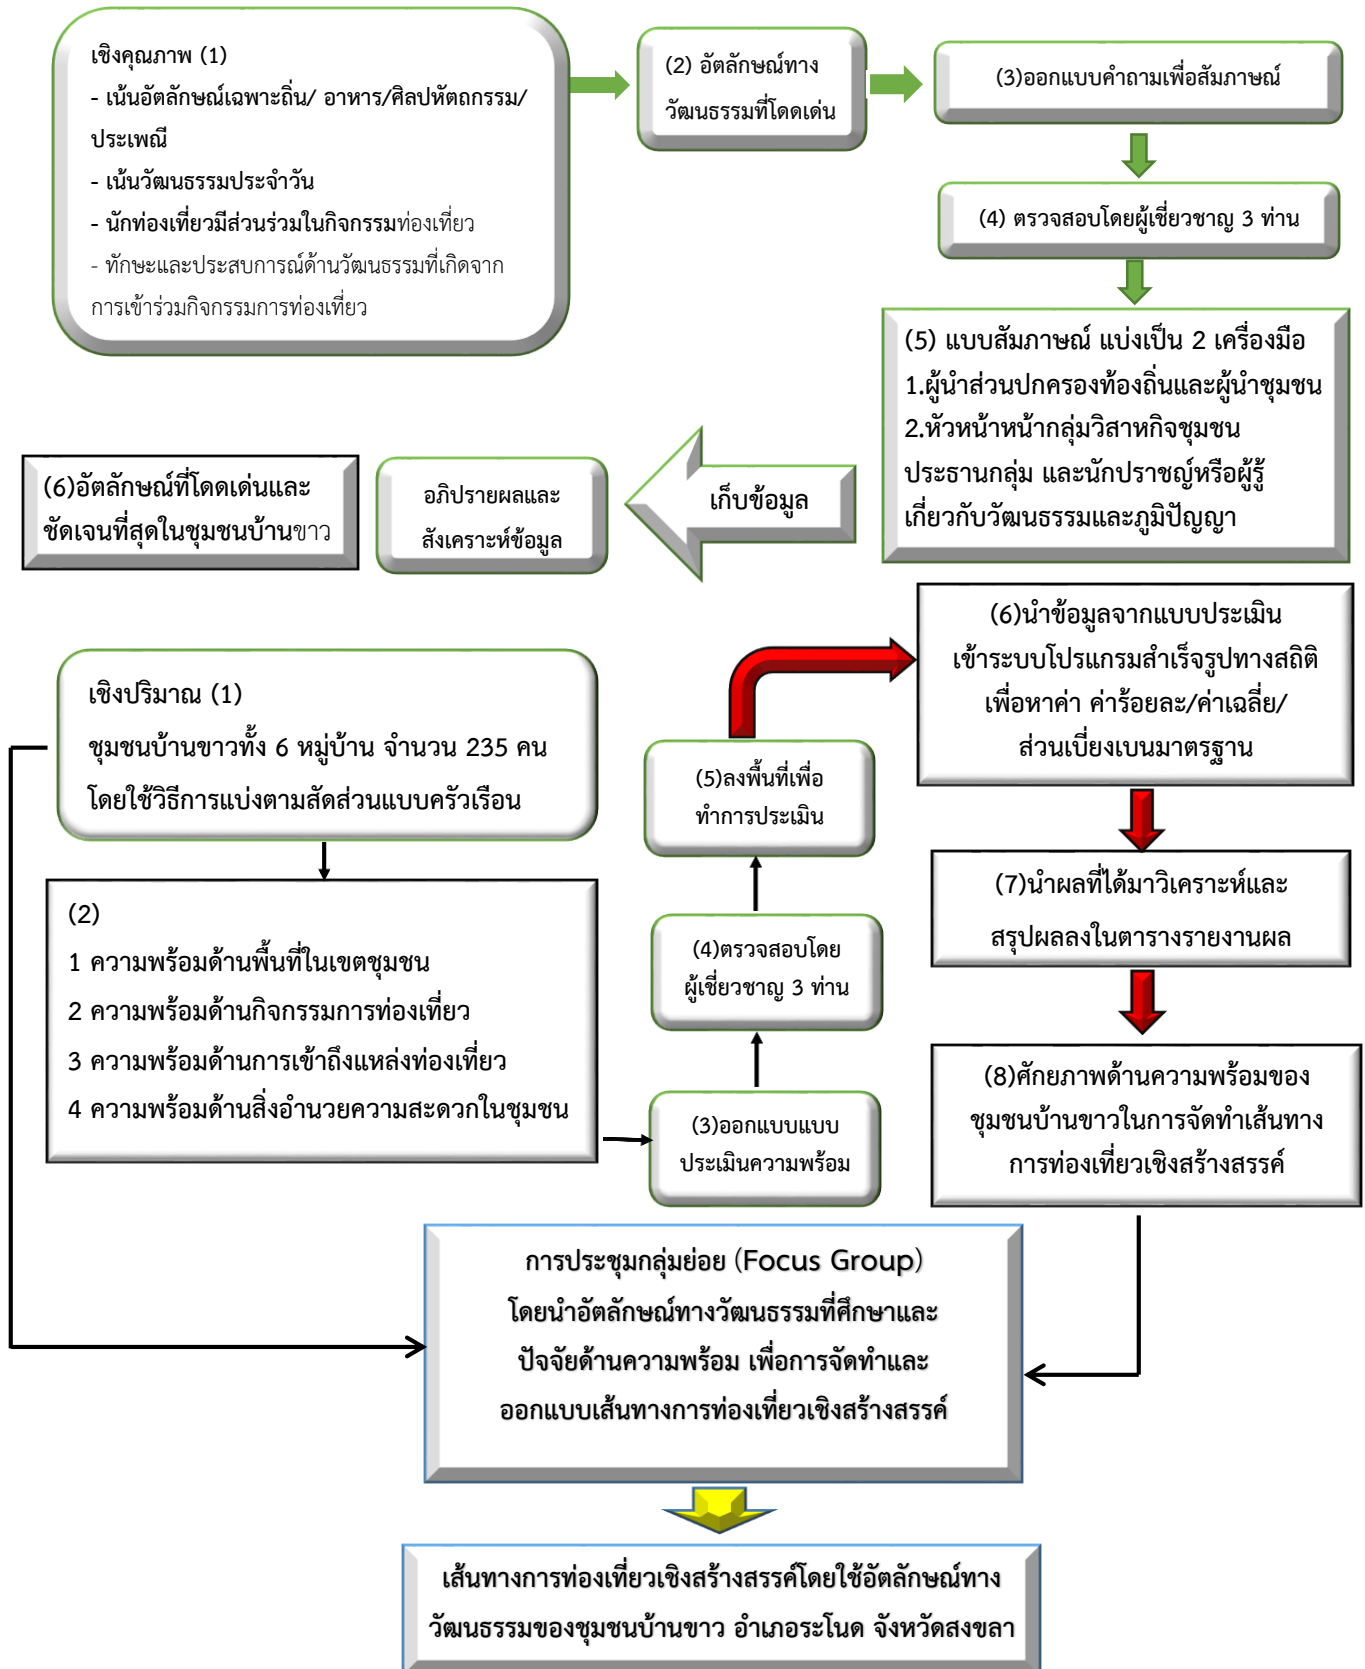 เชิงคุณภาพ (1)
- เน้นอัตลักษณ์เฉพาะถิ่น/ อาหาร/ศิลปหัตถกรรม/
ประเพณี
- เน้นวัฒนธรรมประจำวัน
- นักท่องเที่ยวมีส่วนร่วมในกิจกรรมท่องเที่ยว
- ทักษะและประสบการณ์ด้านวัฒนธรรมที่เกิดจาก
การเข้าร่วมกิจกรรมการท่องเที่ยว
(2) อัตลักษณ์ทาง
วัฒนธรรมที่โดดเด่น
(3)ออกแบบคำถามเพื่อสัมภาษณ์
(4) ตรวจสอบโดยผู้เชี่ยวชาญ 3 ท่าน
(5) แบบสัมภาษณ์ แบ่งเป็น 2 เครื่องมือ
1.ผู้นำส่วนปกครองท้องถิ่นและผู้นำชุมชน
2.หัวหน้าหน้ากลุ่มวิสาหกิจชุมชน
ประธานกลุ่ม และนักปราชญ์หรือผู้รู้
เกี่ยวกับวัฒนธรรมและภูมิปัญญา
เก็บข้อมูล
อภิปรายผลและ
สังเคราะห์ข้อมูล
(6)อัตลักษณ์ที่โดดเด่นและ
ชัดเจนที่สุดในชุมชนบ้านขาว
เชิงปริมาณ (1)
ชุมชนบ้านขาวทั้ง 6 หมู่บ้าน จำนวน 235 คน
โดยใช้วิธีการแบ่งตามสัดส่วนแบบครัวเรือน
(2)
1 ความพร้อมด้านพื้นที่ในเขตชุมชน
2 ความพร้อมด้านกิจกรรมการท่องเที่ยว
3 ความพร้อมด้านการเข้าถึงแหล่งท่องเที่ยว
4 ความพร้อมด้านสิ่งอำนวยความสะดวกในชุมชน
(3)ออกแบบแบบ
ประเมินความพร้อม
(4)ตรวจสอบโดย
ผู้เชี่ยวชาญ 3 ท่าน
(5)ลงพื้นที่เพื่อ
ทำการประเมิน
(6)นำข้อมูลจากแบบประเมิน
เข้าระบบโปรแกรมสำเร็จรูปทางสถิติ
เพื่อหาค่า ค่าร้อยละ/ค่าเฉลี่ย/
ส่วนเบี่ยงเบนมาตรฐาน
(7)นำผลที่ได้มาวิเคราะห์และ
สรุปผลลงในตารางรายงานผล
(8)ศักยภาพด้านความพร้อมของ
ชุมชนบ้านขาวในการจัดทำเส้นทาง
การท่องเที่ยวเชิงสร้างสรรค์
การประชุมกลุ่มย่อย (Focus Group)
โดยนำอัตลักษณ์ทางวัฒนธรรมที่ศึกษาและ
ปัจจัยด้านความพร้อม เพื่อการจัดทำและ
ออกแบบเส้นทางการท่องเที่ยวเชิงสร้างสรรค์
เส้นทางการท่องเที่ยวเชิงสร้างสรรค์โดยใช้อัตลักษณ์ทาง
วัฒนธรรมของชุมชนบ้านขาว อำเภอระโนด จังหวัดสงขลา